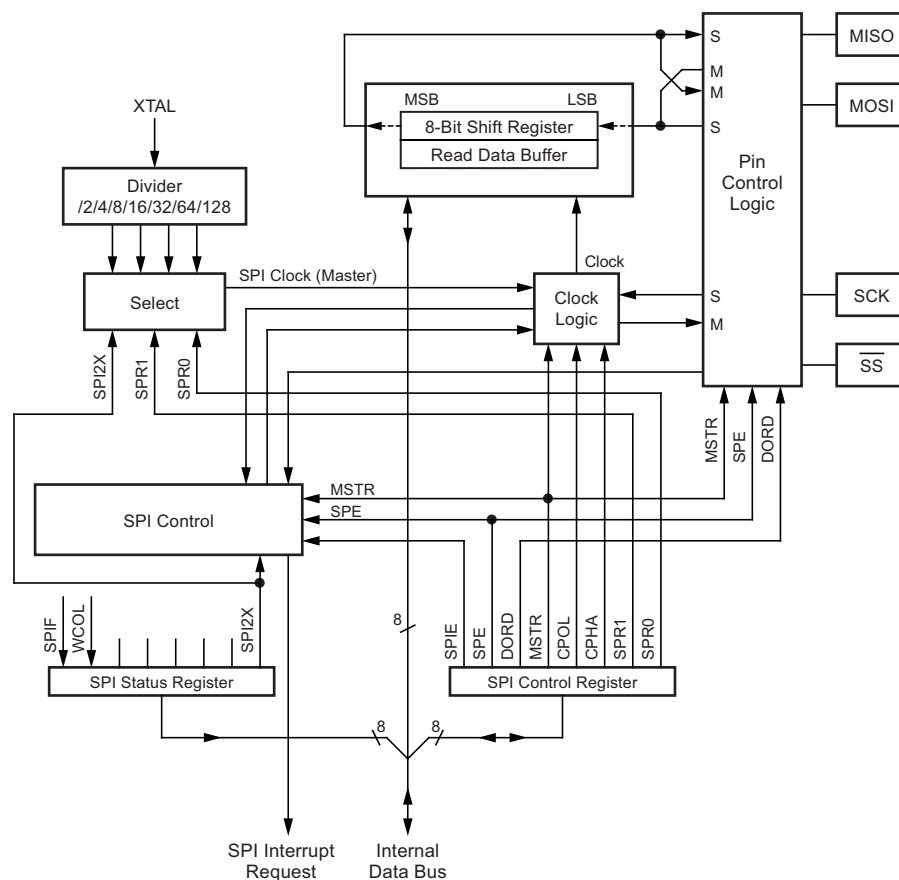 S
MISO
M
M
MSB
LSB
MOSI
XTAL
8-Bit Shift Register
S
Read Data Buffer
Pin
Control
Logic
Divider
/2/4/8/16/32/64/128
Clock
SPI Clock (Master)
Select
Clock
Logic
S
SCK
M
SS
SPI2X
SPR1
SPR0
MSTR
SPE
DORD
MSTR
SPI Control
SPE
SPIF
WCOL
SPI2X
8
SPIE
SPE
DORD
MSTR
CPOL
CPHA
SPR1
SPR0
SPI Status Register
SPI Control Register
8
8
SPI Interrupt
Request
Internal
Data Bus